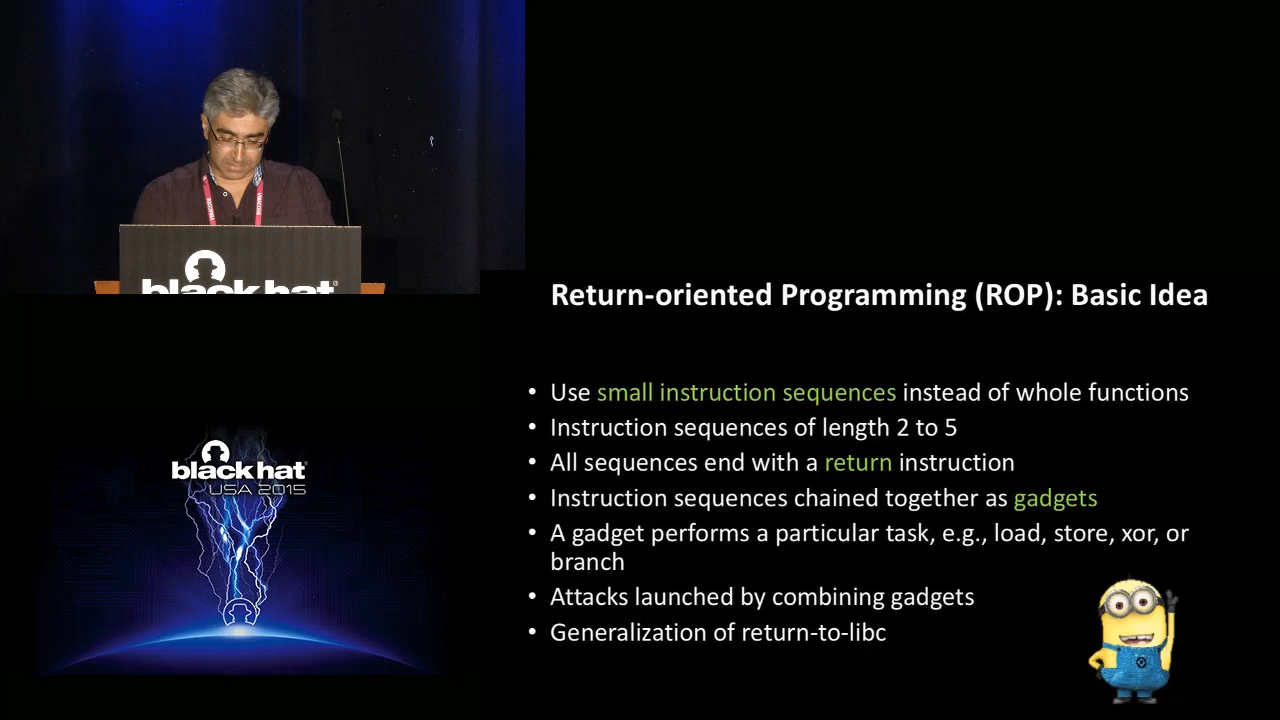 black hat
Return-oriented Programming (ROP): Basic Idea
• Use small instruction sequences instead of whole functions
• Instruction sequences of length 2 to 5
• All sequences end with a return instruction
• Instruction sequences chained together as gadgets
• A gadget performs a particular task, e.g., load, store, xor, or
branch
• Attacks launched by combining gadgets
• Generalization of return-to-libc
black hat
USA 2015